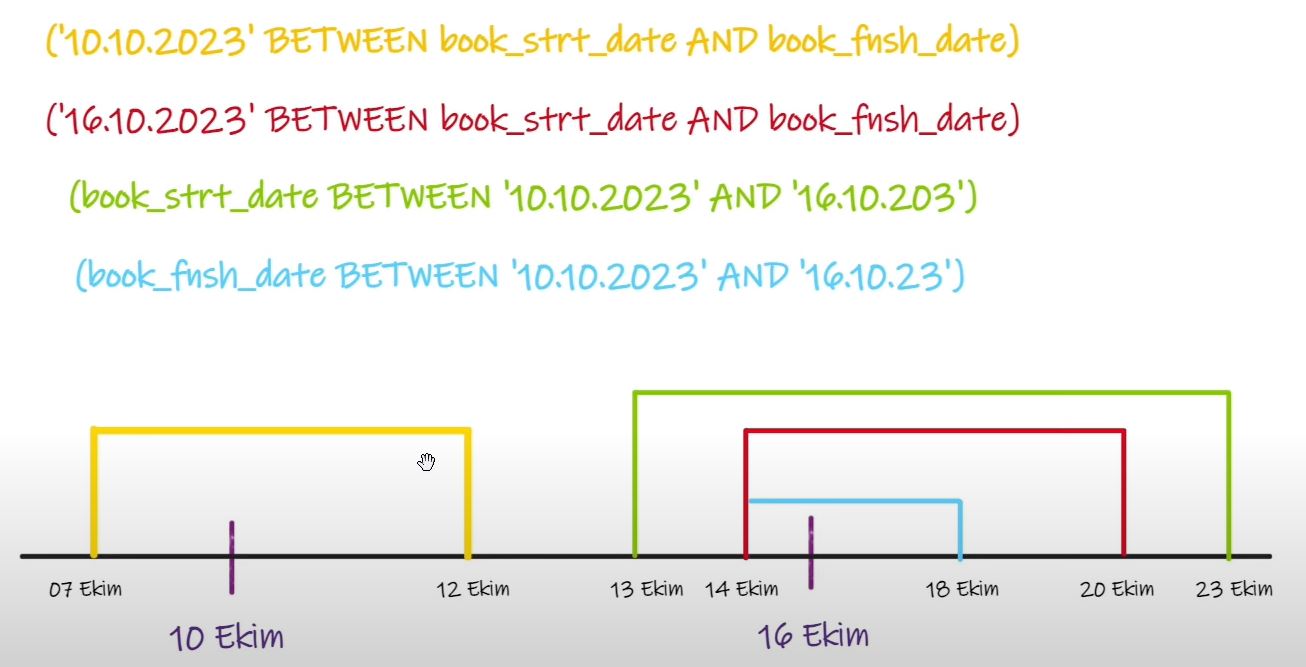 ('10.10.2023' BETWEEN book_strt_date AND book_fnsh_date)
('16.10.2023' BETWEEN book_strt_date AND book_fnsh_date)
(book_strt_date BETWEEN '10.10.2023' AND '16.10.203')
(book_fnsh_date BETWEEN '10.10.2023' AND '16.10.23')
07 Ekim 12 Ekim 13 Ekim 14 Ekim 18 Ekim 20 Ekim 23 Ekim
10 Ekim 16 Ekim